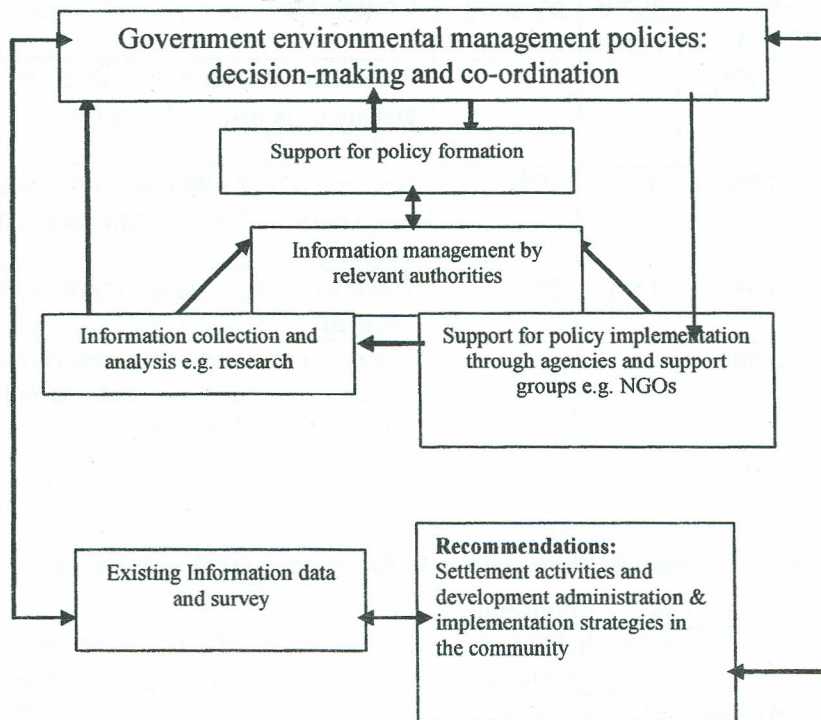 Government environmental management policies:
decision-making and co-ordination
Support for policy formation
Information management by
relevant authorities
Information collection and
analysis e.g. research
Support for policy implementation
through agencies and support
groups e.g. NGOs
Existing Information data
and survey
Recommendations:
Settlement activities and
development administration &
implementation strategies in
the community